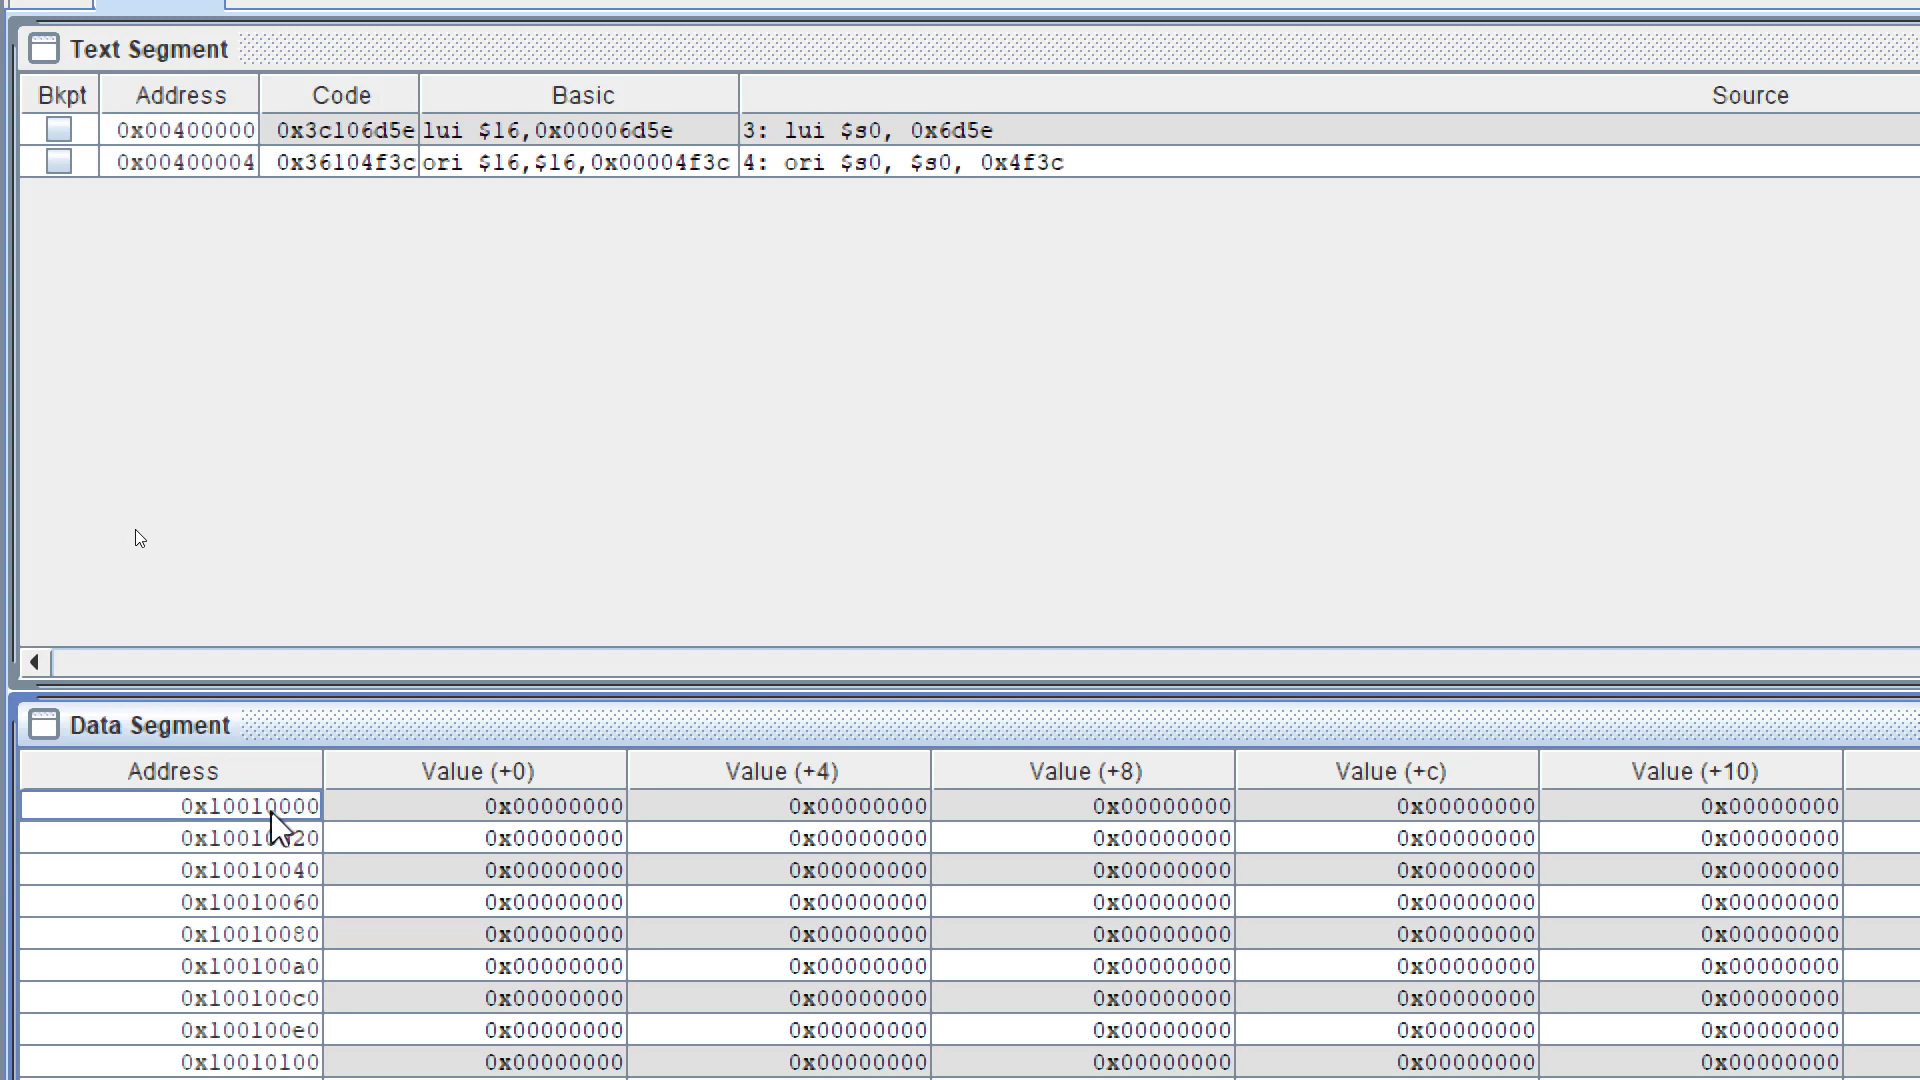 Text Segment
Bkpt Address Code Basic Source
0x00400000 0x3c106d5e lui $16,0x00006d5e 3: lui $s0, 0x6d5e
0x00400004 0x36104f3c ori $16,$16,0x00004f3c 4: ori $s0, $s0, 0x4f3c
Data Segment
Address Value (+0) Value (+4) Value (+8) Value (+c) Value (+10)
0x10010000 0x00000000 0x00000000 0x00000000 0x00000000 0x00000000
0x10010020 0x00000000 0x00000000 0x00000000 0x00000000 0x00000000
0x10010040 0x00000000 0x00000000 0x00000000 0x00000000 0x00000000
0x10010060 0x00000000 0x00000000 0x00000000 0x00000000 0x00000000
0x10010080 0x00000000 0x00000000 0x00000000 0x00000000 0x00000000
0x100100a0 0x00000000 0x00000000 0x00000000 0x00000000 0x00000000
0x100100c0 0x00000000 0x00000000 0x00000000 0x00000000 0x00000000
0x100100e0 0x00000000 0x00000000 0x00000000 0x00000000 0x00000000
0x10010100 0x00000000 0x00000000 0x00000000 0x00000000 0x00000000